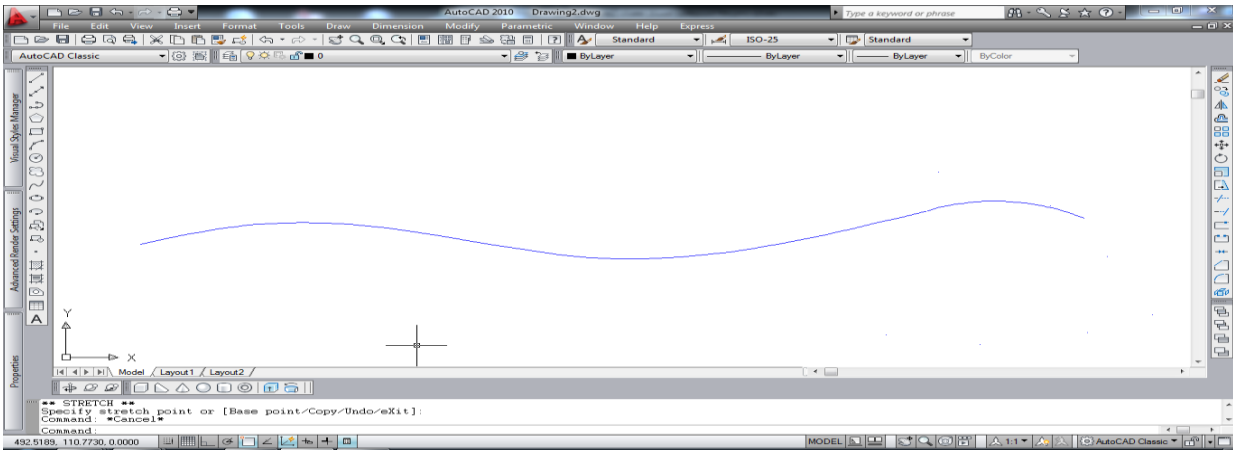 AutoCAD 2010 Drawing2.dwg Type a keyword or phrase
File Edit View Insert Format Tools Draw Dimension Modify Parametric Window Help Express
Standard ISO-25 Standard
AutoCAD Classic 0 ByLayer ByLayer ByLayer ByColor
Visual Styles Manager
Advanced Render Settings
Properties
A
Y
X
Model Layout1 Layout2
** STRETCH **
Specify stretch point or [Base point/Copy/Undo/eXit]:
Command: *Cancel*
Command:
492.5189, 110.7730, 0.0000 MODEL 1:1 AutoCAD Classic